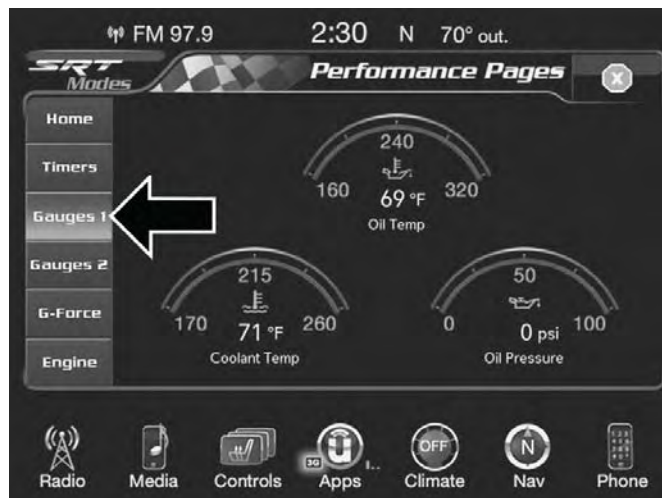 FM 97.9 2:30 N 70° out.
SRT Performance Pages X
Modes
Home
Timers
Gauges 1
Gauges 2
G-Force
Engine
240
160 69 °F 320
Oil Temp
215
170 71 °F 260
Coolant Temp
50
0 0 psi 100
Oil Pressure
OFF N
3G
Radio Media Controls Apps Climate Nav Phone